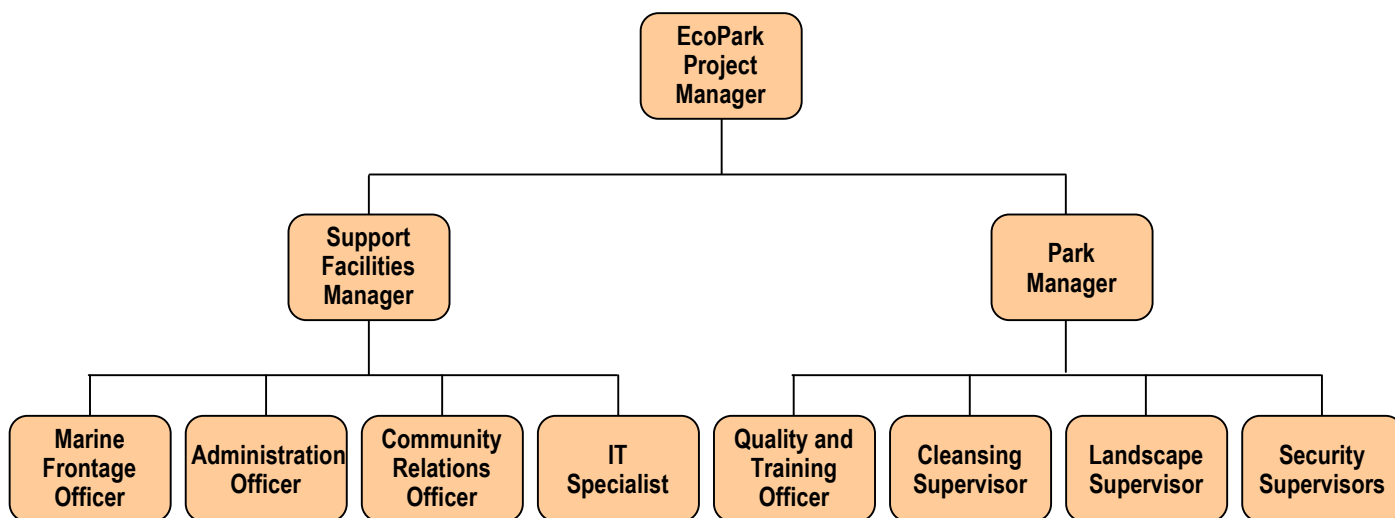 EcoPark
Project
Manager
Support
Facilities
Manager
Park
Manager
Marine
Frontage
Officer
Administration
Officer
Community
Relations
Officer
IT
Specialist
Quality and
Training
Officer
Cleansing
Supervisor
Landscape
Supervisor
Security
Supervisors